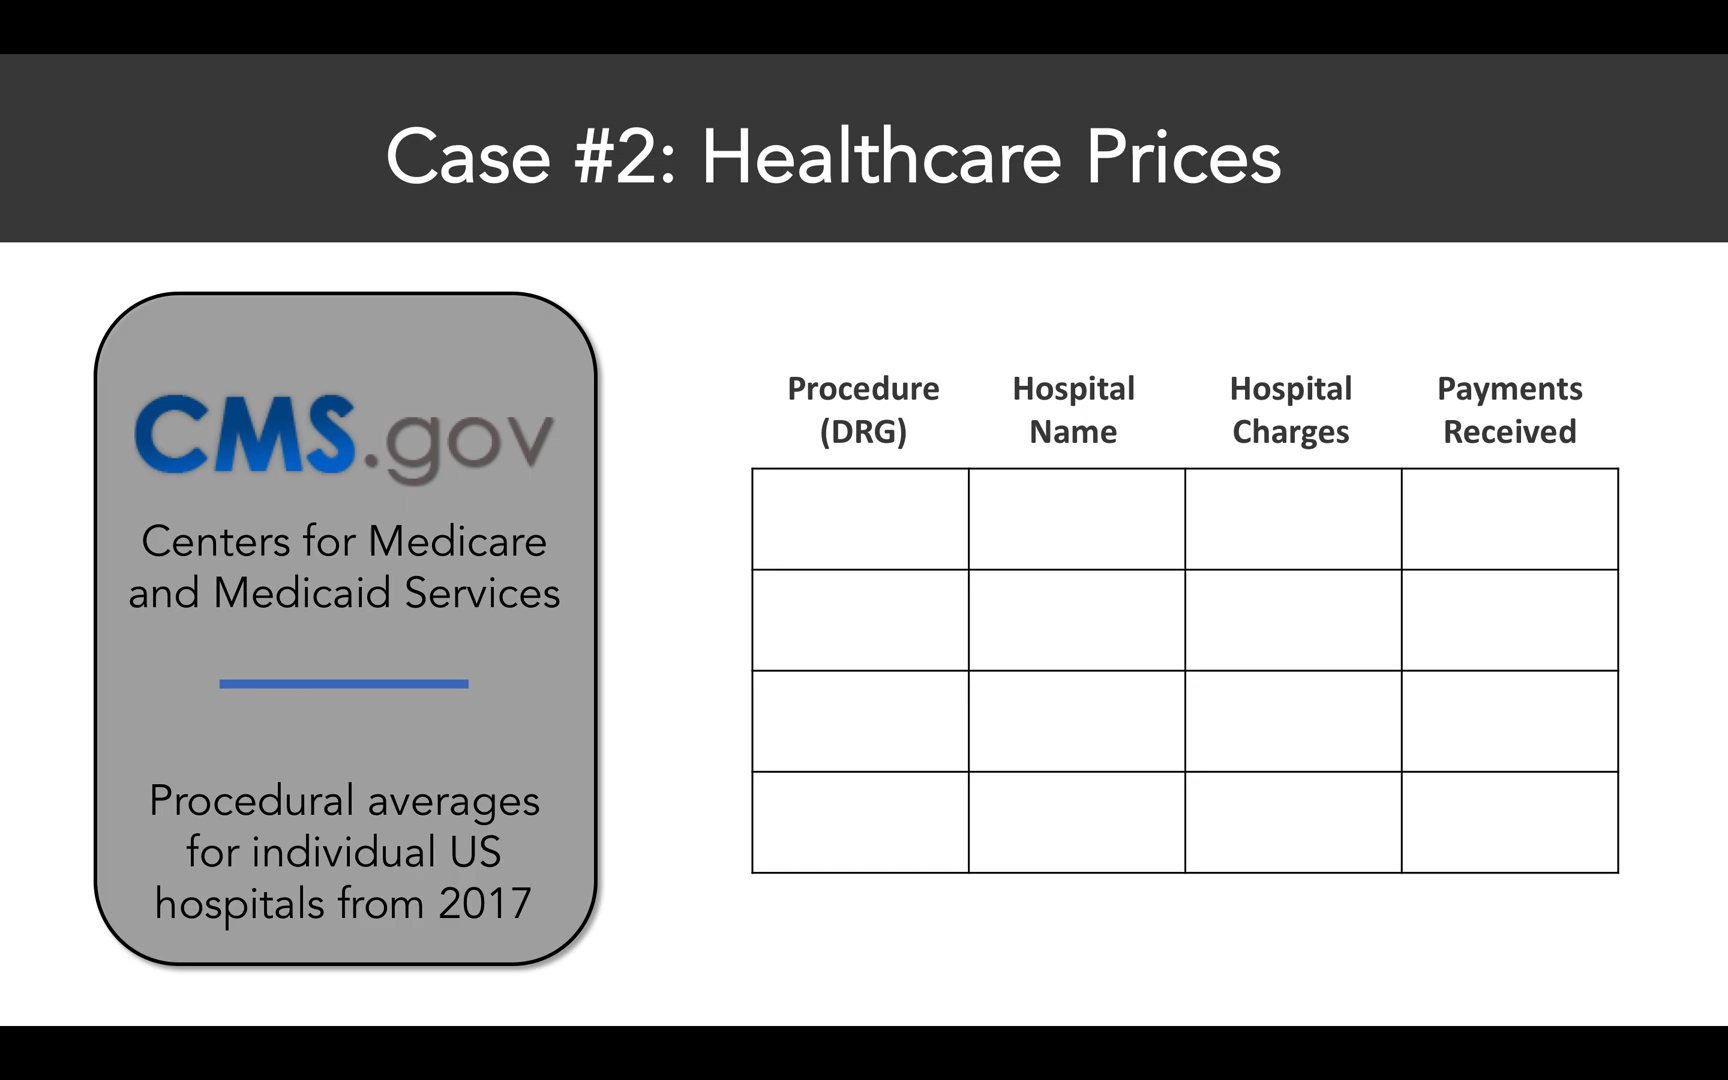 Case #2: Healthcare Prices
CMS.gov
Centers for Medicare
and Medicaid Services
Procedural averages
for individual US
hospitals from 2017
Procedure
(DRG)
Hospital
Name
Hospital
Charges
Payments
Received